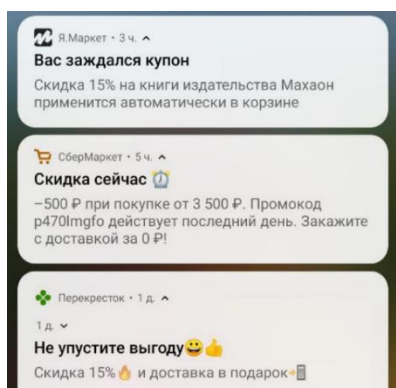 Я.Маркет • 3 ч.
Вас заждался купон
Скидка 15% на книги издательства Махаон
применится автоматически в корзине
СберМаркет • 5 ч.
Скидка сейчас ⏰
−500 ₽ при покупке от 3 500 ₽. Промокод
p470lmgfo действует последний день. Закажите
с доставкой за 0 ₽!
Перекресток • 1 д.
1 д.
Не упустите выгоду😀👍
Скидка 15%🔥 и доставка в подарок📲